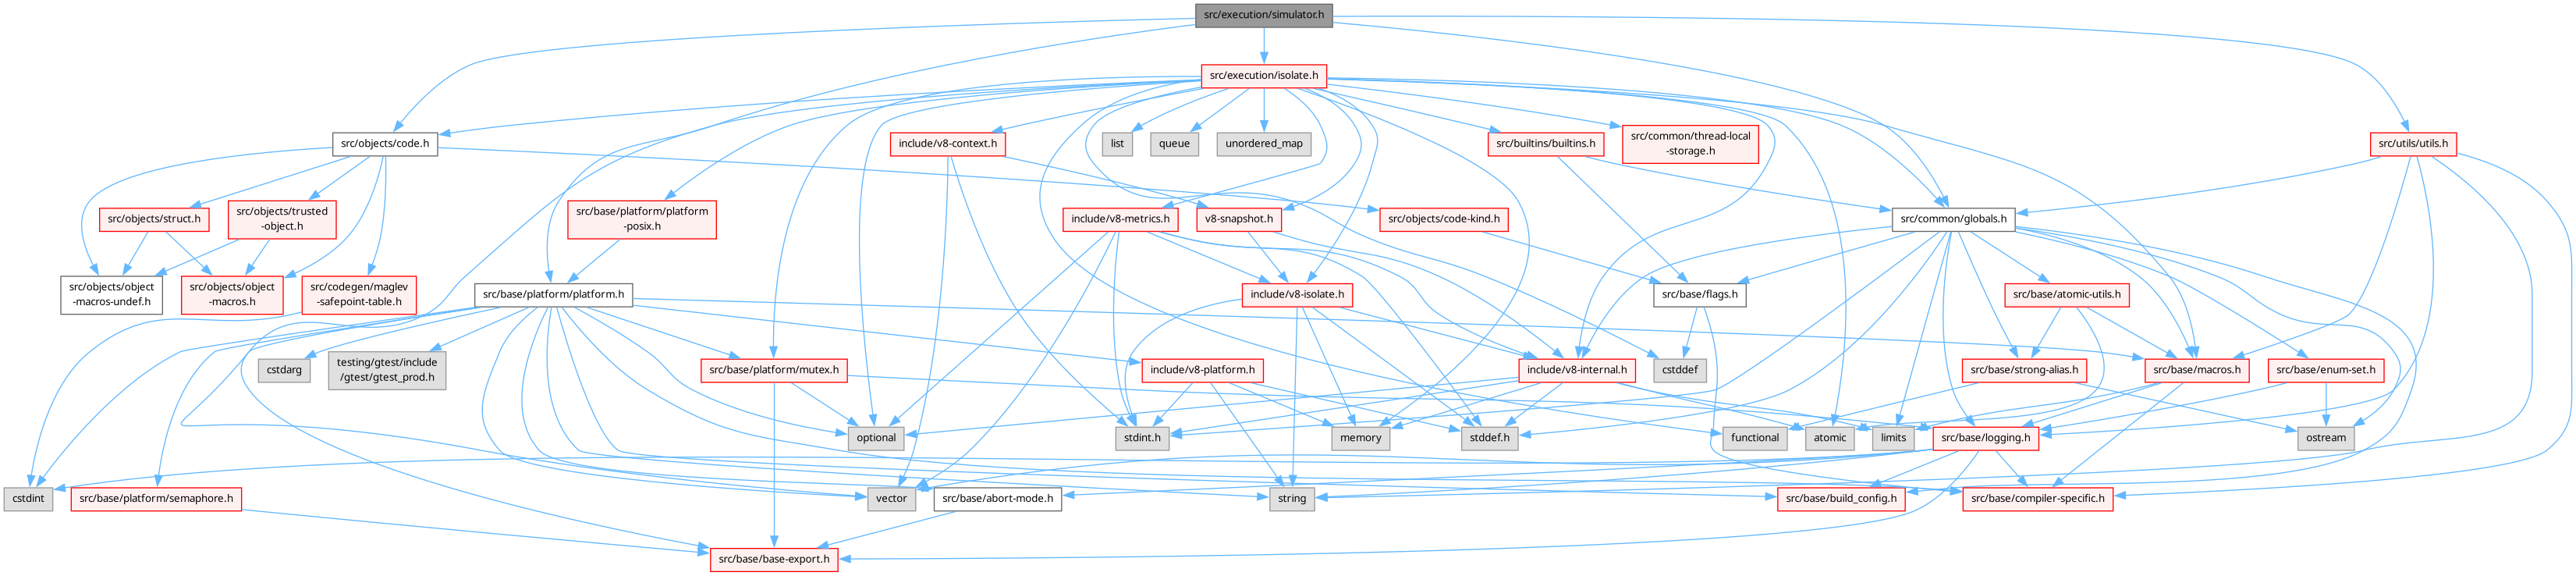 src/execution/simulator.h
src/execution/isolate.h
src/objects/code.h
include/v8-context.h
list
queue
unordered_map
src/builtins/builtins.h
src/common/thread-local
-storage.h
src/utils/utils.h
src/objects/struct.h
src/objects/trusted
-object.h
src/base/platform/platform
-posix.h
include/v8-metrics.h
v8-snapshot.h
src/objects/code-kind.h
src/common/globals.h
src/objects/object
-macros-undef.h
src/objects/object
-macros.h
src/codegen/maglev
-safepoint-table.h
src/base/platform/platform.h
include/v8-isolate.h
src/base/flags.h
src/base/atomic-utils.h
cstdarg
testing/gtest/include
/gtest/gtest_prod.h
src/base/platform/mutex.h
include/v8-platform.h
include/v8-internal.h
cstddef
src/base/strong-alias.h
src/base/macros.h
src/base/enum-set.h
optional
stdint.h
memory
stddef.h
functional
atomic
limits
src/base/logging.h
ostream
cstdint
src/base/platform/semaphore.h
vector
src/base/abort-mode.h
string
src/base/build_config.h
src/base/compiler-specific.h
src/base/base-export.h